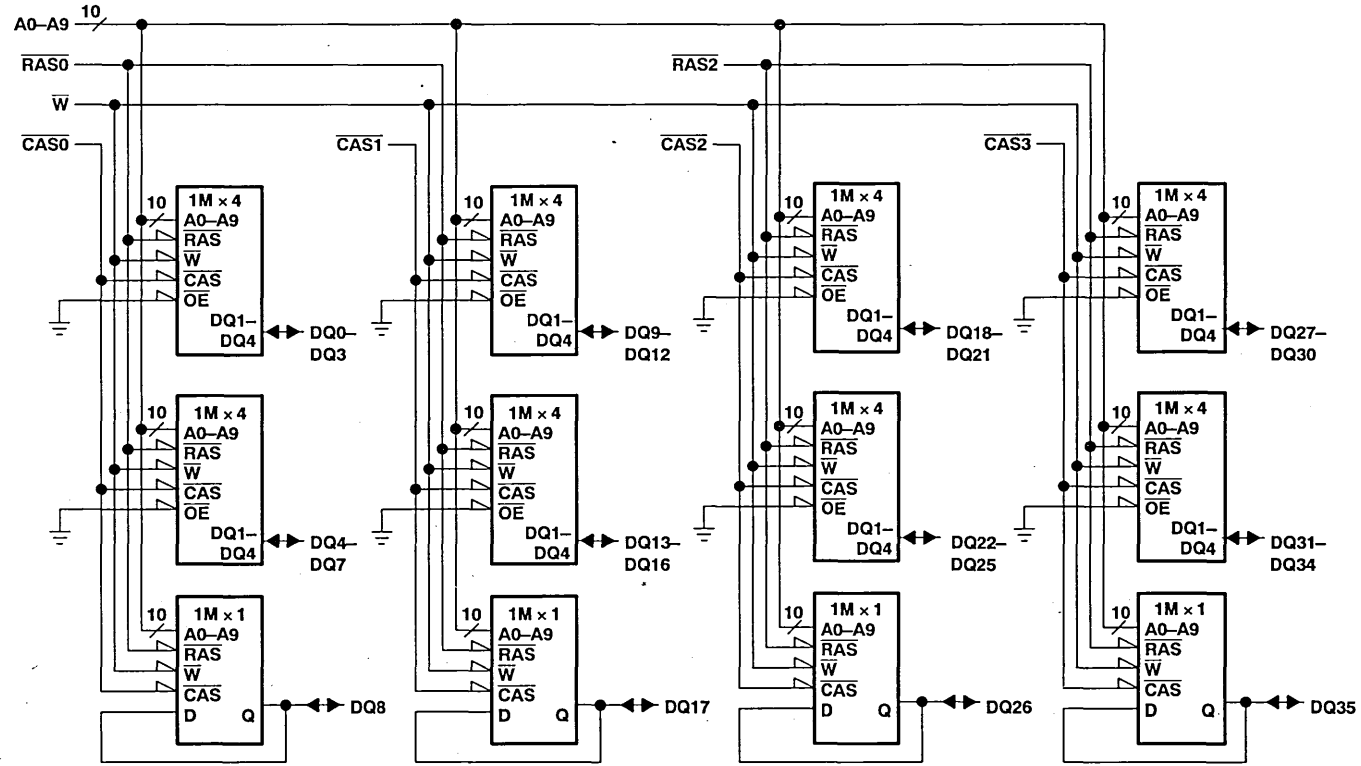 A0–A9 10
RAS0
RAS2
W
CAS0
CAS1
CAS2
CAS3
1M × 4
10
A0–A9
RAS
W
CAS
OE
DQ1–
DQ4
DQ0–
DQ3
1M × 4
10
A0–A9
RAS
W
CAS
OE
DQ1–
DQ4
DQ9–
DQ12
1M × 4
10
A0–A9
RAS
W
CAS
OE
DQ1–
DQ4
DQ18–
DQ21
1M × 4
10
A0–A9
RAS
W
CAS
OE
DQ1–
DQ4
DQ27–
DQ30
1M × 4
10
A0–A9
RAS
W
CAS
OE
DQ1–
DQ4
DQ4–
DQ7
1M × 4
10
A0–A9
RAS
W
CAS
OE
DQ1–
DQ4
DQ13–
DQ16
1M × 4
10
A0–A9
RAS
W
CAS
OE
DQ1–
DQ4
DQ22–
DQ25
1M × 4
10
A0–A9
RAS
W
CAS
OE
DQ1–
DQ4
DQ31–
DQ34
1M × 1
10
A0–A9
RAS
W
CAS
D Q
DQ8
1M × 1
10
A0–A9
RAS
W
CAS
D Q
DQ17
1M × 1
10
A0–A9
RAS
W
CAS
D Q
DQ26
1M × 1
10
A0–A9
RAS
W
CAS
D Q
DQ35